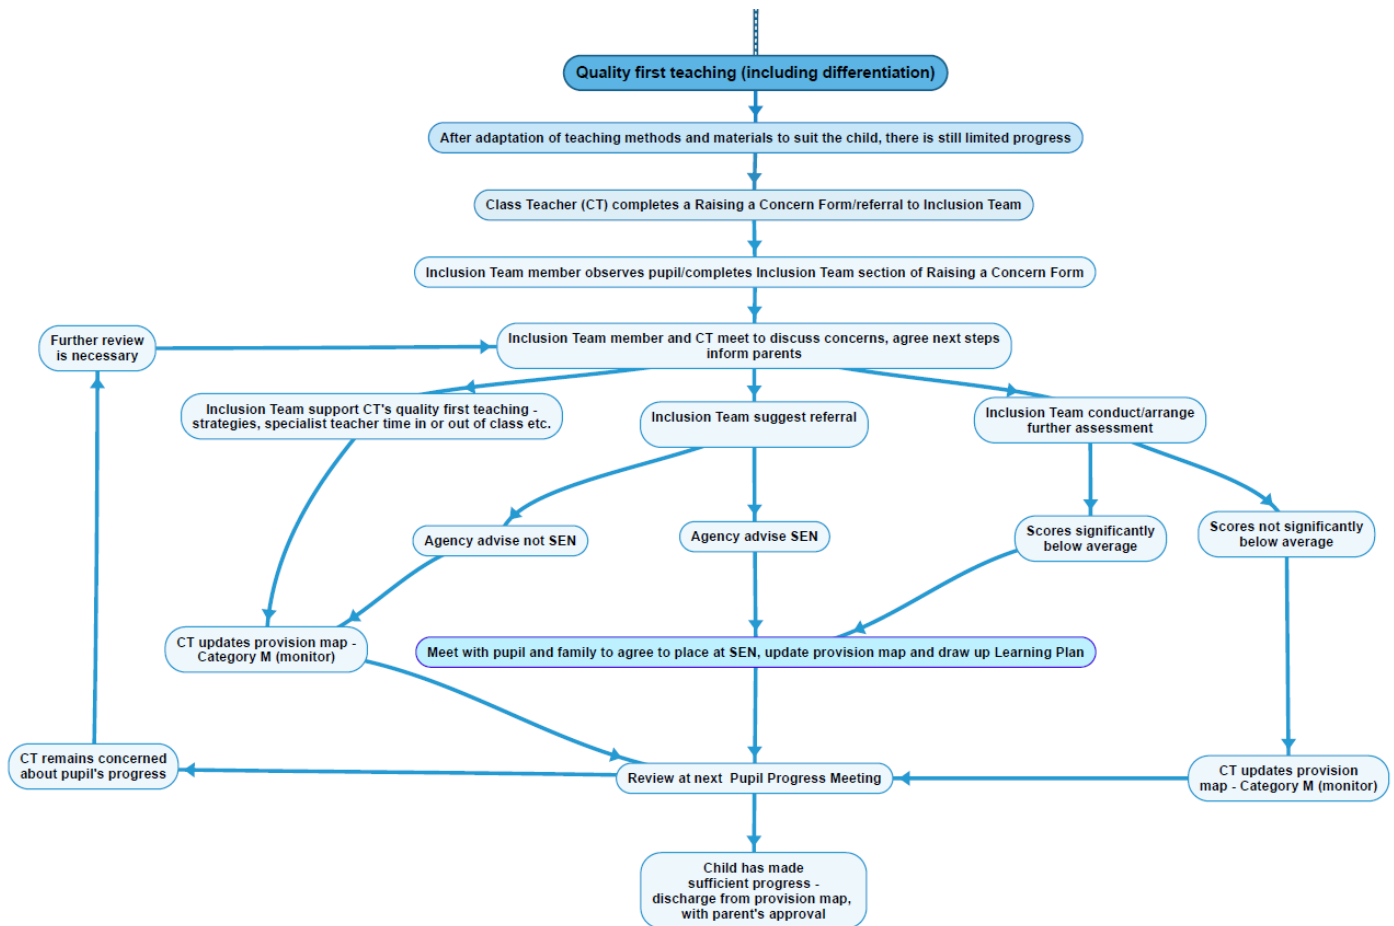 Quality first teaching (including differentiation)
After adaptation of teaching methods and materials to suit the child, there is still limited progress
Class Teacher (CT) completes a Raising a Concern Form/referral to Inclusion Team
Inclusion Team member observes pupil/completes Inclusion Team section of Raising a Concern Form
Further review
is necessary
Inclusion Team member and CT meet to discuss concerns, agree next steps
inform parents
Inclusion Team support CT's quality first teaching -
strategies, specialist teacher time in or out of class etc.
Inclusion Team suggest referral
Inclusion Team conduct/arrange
further assessment
Agency advise not SEN
Agency advise SEN
Scores significantly
below average
Scores not significantly
below average
CT updates provision map -
Category M (monitor)
Meet with pupil and family to agree to place at SEN, update provision map and draw up Learning Plan
CT remains concerned
about pupil's progress
Review at next Pupil Progress Meeting
CT updates provision
map - Category M (monitor)
Child has made
sufficient progress -
discharge from provision map,
with parent's approval